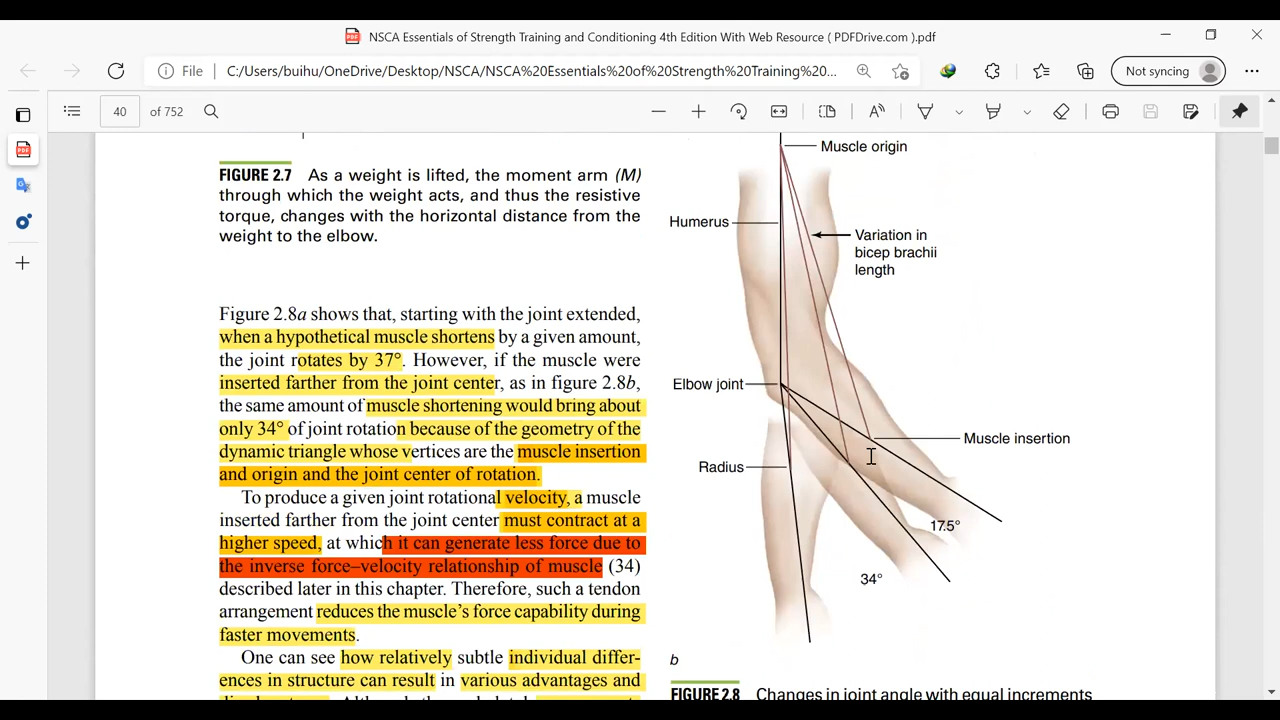 NSCA Essentials of Strength Training and Conditioning 4th Edition With Web Resource ( PDFDrive.com ).pdf
File
C:/Users/buihu/OneDrive/Desktop/NSCA/NSCA%20Essentials%20of%20Strength%20Training%20...
Not syncing
40 of 752
FIGURE 2.7 As a weight is lifted, the moment arm (M)
through which the weight acts, and thus the resistive
torque, changes with the horizontal distance from the
weight to the elbow.
Figure 2.8a shows that, starting with the joint extended,
when a hypothetical muscle shortens by a given amount,
the joint rotates by 37°. However, if the muscle were
inserted farther from the joint center, as in figure 2.8b,
the same amount of muscle shortening would bring about
only 34° of joint rotation because of the geometry of the
dynamic triangle whose vertices are the muscle insertion
and origin and the joint center of rotation.
To produce a given joint rotational velocity, a muscle
inserted farther from the joint center must contract at a
higher speed, at which it can generate less force due to
the inverse force–velocity relationship of muscle (34)
described later in this chapter. Therefore, such a tendon
arrangement reduces the muscle's force capability during
faster movements.
One can see how relatively subtle individual differ-
ences in structure can result in various advantages and
Muscle origin
Humerus
Variation in
bicep brachii
length
Elbow joint
Muscle insertion
Radius
17.5°
34°
b
FIGURE 2.8 Changes in joint angle with equal increments